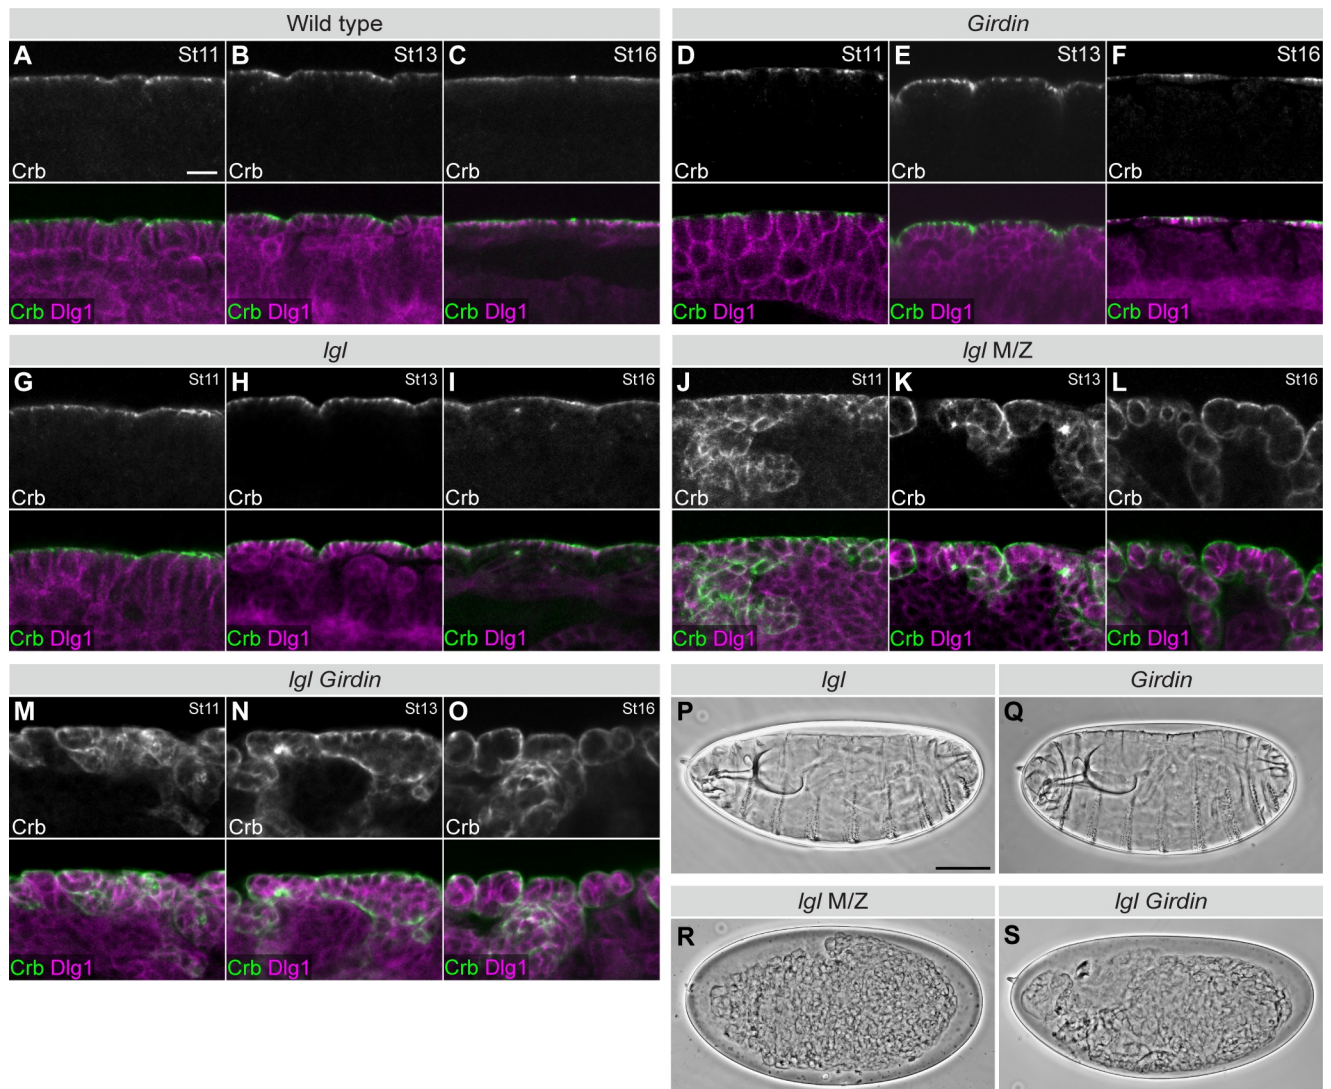 Wild type
Girdin
A St11
B St13
C St16
D St11
E St13
F St16
Crb
Crb
Crb
Crb
Crb
Crb
Crb Dlg1
Crb Dlg1
Crb Dlg1
Crb Dlg1
Crb Dlg1
Crb Dlg1
lgl
lgl M/Z
G St11
H St13
I St16
J St11
K St13
L St16
Crb
Crb
Crb
Crb
Crb
Crb
Crb Dlg1
Crb Dlg1
Crb Dlg1
Crb Dlg1
Crb Dlg1
Crb Dlg1
lgl Girdin
M St11
N St13
O St16
Crb
Crb
Crb
Crb Dlg1
Crb Dlg1
Crb Dlg1
lgl
Girdin
P
Q
lgl M/Z
lgl Girdin
R
S